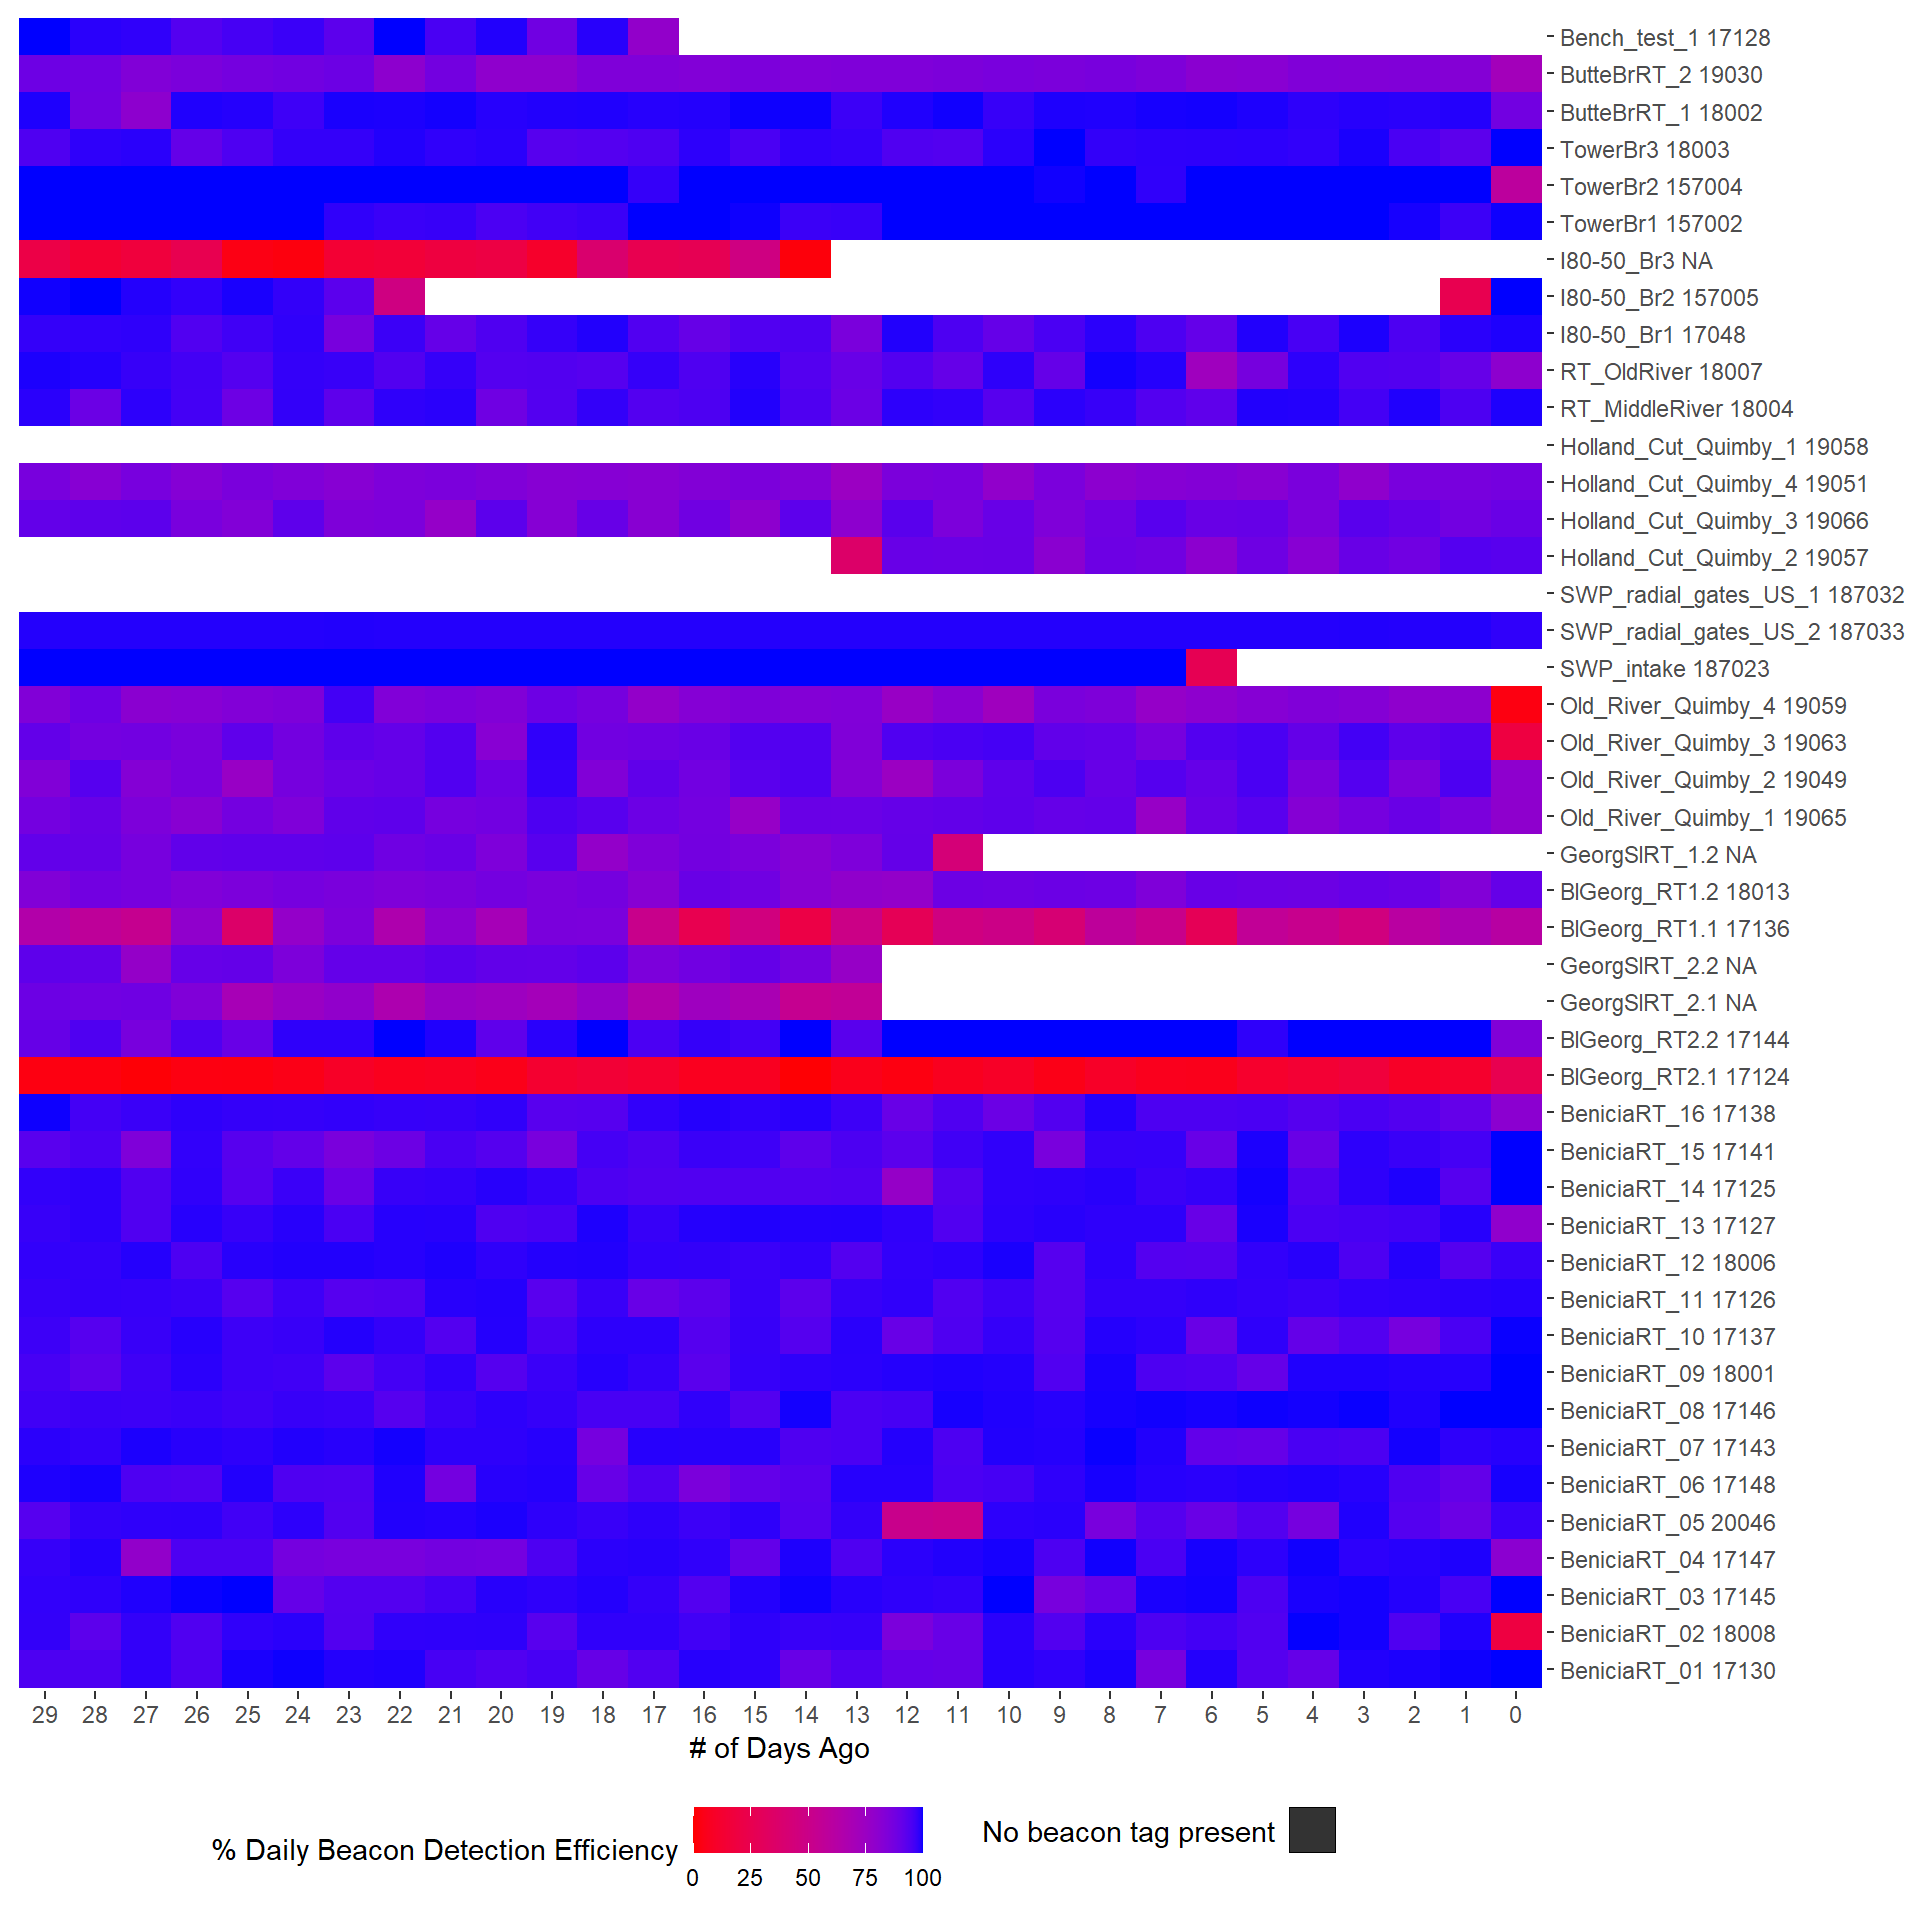 Bench_test_1 17128
ButteBrRT_2 19030
ButteBrRT_1 18002
TowerBr3 18003
TowerBr2 157004
TowerBr1 157002
I80-50_Br3 NA
I80-50_Br2 157005
I80-50_Br1 17048
RT_OldRiver 18007
RT_MiddleRiver 18004
Holland_Cut_Quimby_1 19058
Holland_Cut_Quimby_4 19051
Holland_Cut_Quimby_3 19066
Holland_Cut_Quimby_2 19057
SWP_radial_gates_US_1 187032
SWP_radial_gates_US_2 187033
SWP_intake 187023
Old_River_Quimby_4 19059
Old_River_Quimby_3 19063
Old_River_Quimby_2 19049
Old_River_Quimby_1 19065
GeorgSlRT_1.2 NA
BlGeorg_RT1.2 18013
BlGeorg_RT1.1 17136
GeorgSlRT_2.2 NA
GeorgSlRT_2.1 NA
BlGeorg_RT2.2 17144
BlGeorg_RT2.1 17124
BeniciaRT_16 17138
BeniciaRT_15 17141
BeniciaRT_14 17125
BeniciaRT_13 17127
BeniciaRT_12 18006
BeniciaRT_11 17126
BeniciaRT_10 17137
BeniciaRT_09 18001
BeniciaRT_08 17146
BeniciaRT_07 17143
BeniciaRT_06 17148
BeniciaRT_05 20046
BeniciaRT_04 17147
BeniciaRT_03 17145
BeniciaRT_02 18008
BeniciaRT_01 17130
29 28 27 26 25 24 23 22 21 20 19 18 17 16 15 14 13 12 11 10 9 8 7 6 5 4 3 2 1 0
# of Days Ago
% Daily Beacon Detection Efficiency
0 25 50 75 100
No beacon tag present